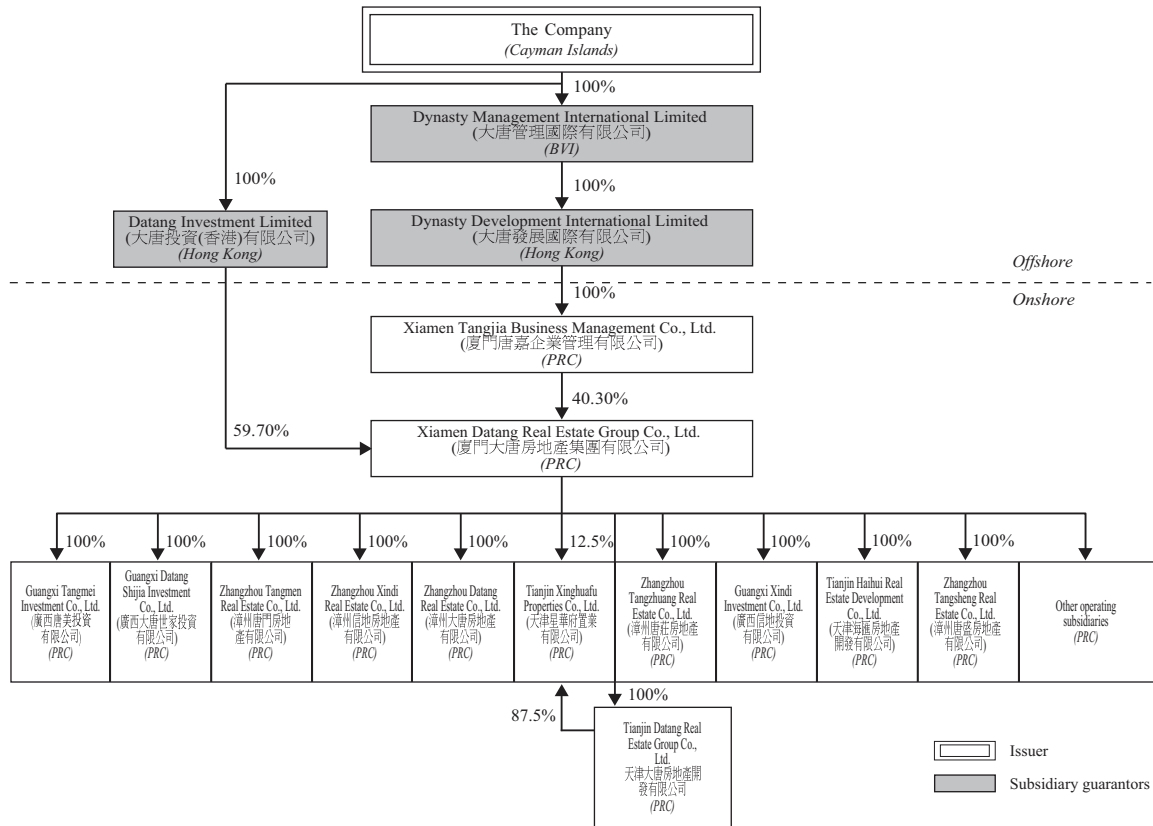 The Company
(Cayman Islands)
100%
Dynasty Management International Limited
(大唐管理國際有限公司)
(BVI)
100%
100%
Datang Investment Limited
(大唐投資(香港)有限公司)
(Hong Kong)
Dynasty Development International Limited
(大唐發展國際有限公司)
(Hong Kong)
Offshore
Onshore
100%
Xiamen Tangjia Business Management Co., Ltd.
(廈門唐嘉企業管理有限公司)
(PRC)
40.30%
59.70%
Xiamen Datang Real Estate Group Co., Ltd.
(廈門大唐房地產集團有限公司)
(PRC)
100%
100%
100%
100%
100%
12.5%
100%
100%
100%
100%
Guangxi Tangmei
Investment Co., Ltd.
(廣西唐美投資
有限公司)
(PRC)
Guangxi Datang
Shijia Investment
Co., Ltd.
(廣西大唐世家投資
有限公司)
(PRC)
Zhangzhou Tangmen
Real Estate Co., Ltd.
(漳州唐門房地
產有限公司)
(PRC)
Zhangzhou Xindi
Real Estate Co., Ltd.
(漳州信地房地產
有限公司)
(PRC)
Zhangzhou Datang
Real Estate Co., Ltd.
(漳州大唐房地產
有限公司)
(PRC)
Tianjin Xinghuafu
Properties Co., Ltd.
(天津星華府置業
有限公司)
(PRC)
Zhangzhou
Tangzhuang Real
Estate Co., Ltd.
(漳州唐莊房地產
有限公司)
(PRC)
Guangxi Xindi
Investment Co., Ltd.
(廣西信地投資
有限公司)
(PRC)
Tianjin Haihui Real
Estate Development
Co., Ltd.
(天津海匯房地產
開發有限公司)
(PRC)
Zhangzhou
Tangsheng Real
Estate Co., Ltd.
(漳州唐盛房地產
有限公司)
(PRC)
Other operating
subsidiaries
(PRC)
100%
87.5%
Tianjin Datang Real
Estate Group Co.,
Ltd.
天津大唐房地產開
發有限公司
(PRC)
Issuer
Subsidiary guarantors